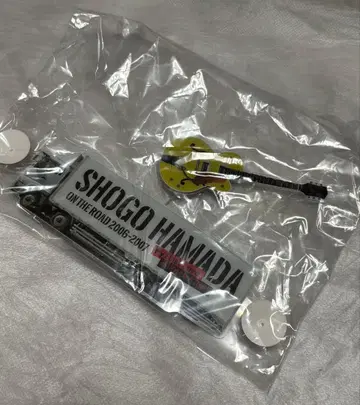 SHOGO HAMADA
ON THE ROAD 2006-2007